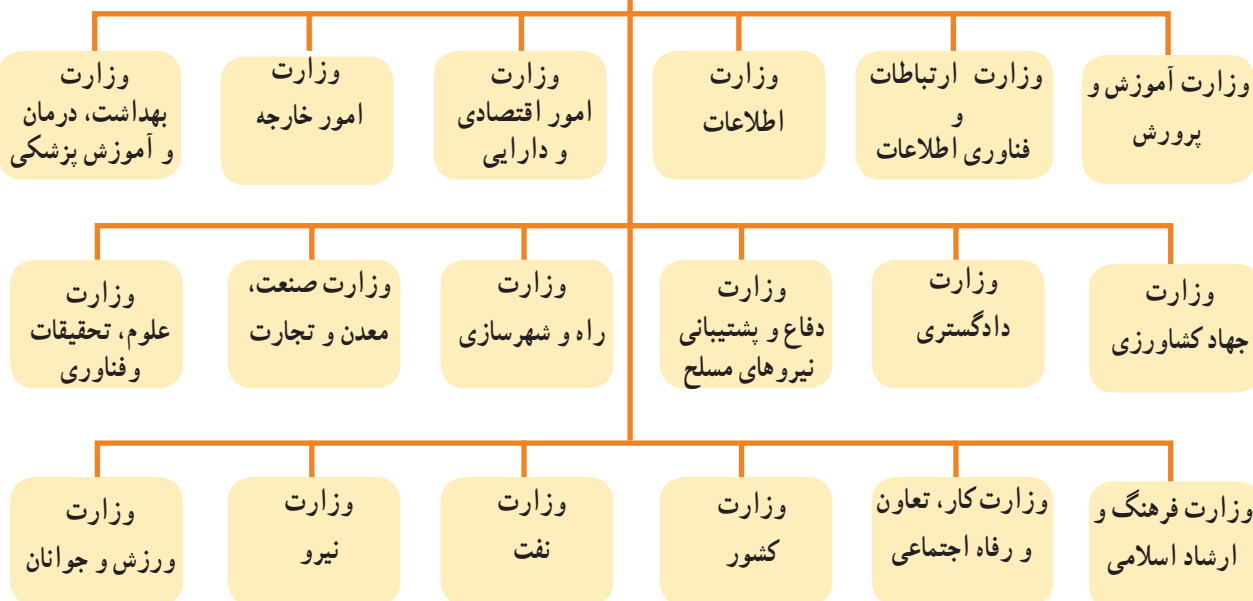 وزارت آموزش و
پرورش
وزارت ارتباطات
و
فناوری اطلاعات
وزارت
اطلاعات
وزارت
امور اقتصادی
و دارایی
وزارت
امور خارجه
وزارت
بهداشت، درمان
و آموزش پزشکی
وزارت
جهاد کشاورزی
وزارت
دادگستری
وزارت
دفاع و پشتیبانی
نیروهای مسلح
وزارت
راه و شهرسازی
وزارت صنعت،
معدن و تجارت
وزارت
علوم، تحقیقات
وفناوری
وزارت فرهنگ و
ارشاد اسلامی
وزارت کار، تعاون
و رفاه اجتماعی
وزارت
کشور
وزارت
نفت
وزارت
نیرو
وزارت
ورزش و جوانان